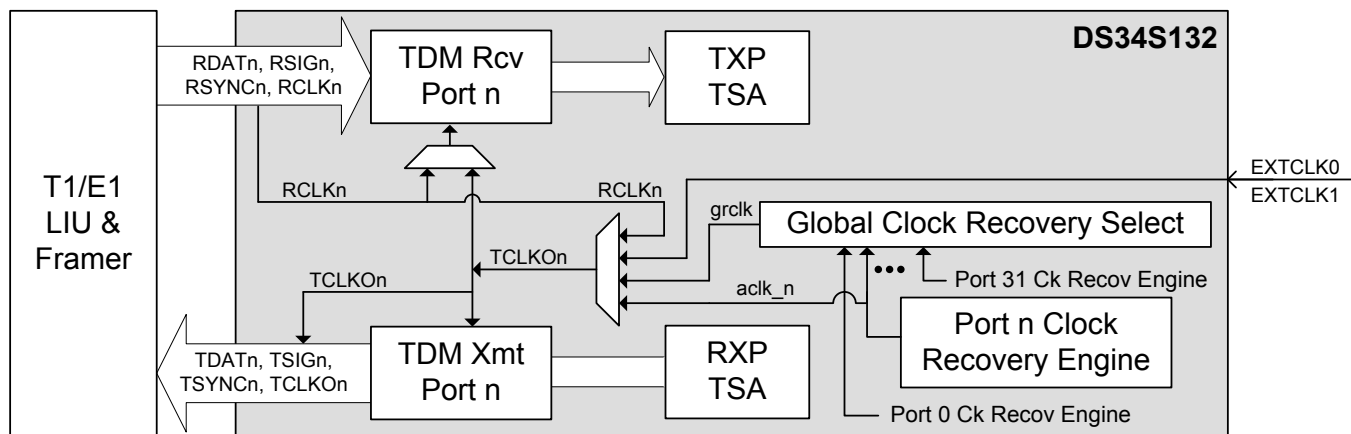 DS34S132
T1/E1
LIU &
Framer
RDATn, RSIGn,
RSYNCn, RCLKn
TDM Rcv
Port n
TXP
TSA
EXTCLK0
EXTCLK1
RCLKn
RCLKn
grclk
Global Clock Recovery Select
TCLKOn
TCLKOn
aclk_n
•••
Port 31 Ck Recov Engine
Port n Clock
Recovery Engine
TDATn, TSIGn,
TSYNCn, TCLKOn
TDM Xmt
Port n
RXP
TSA
Port 0 Ck Recov Engine